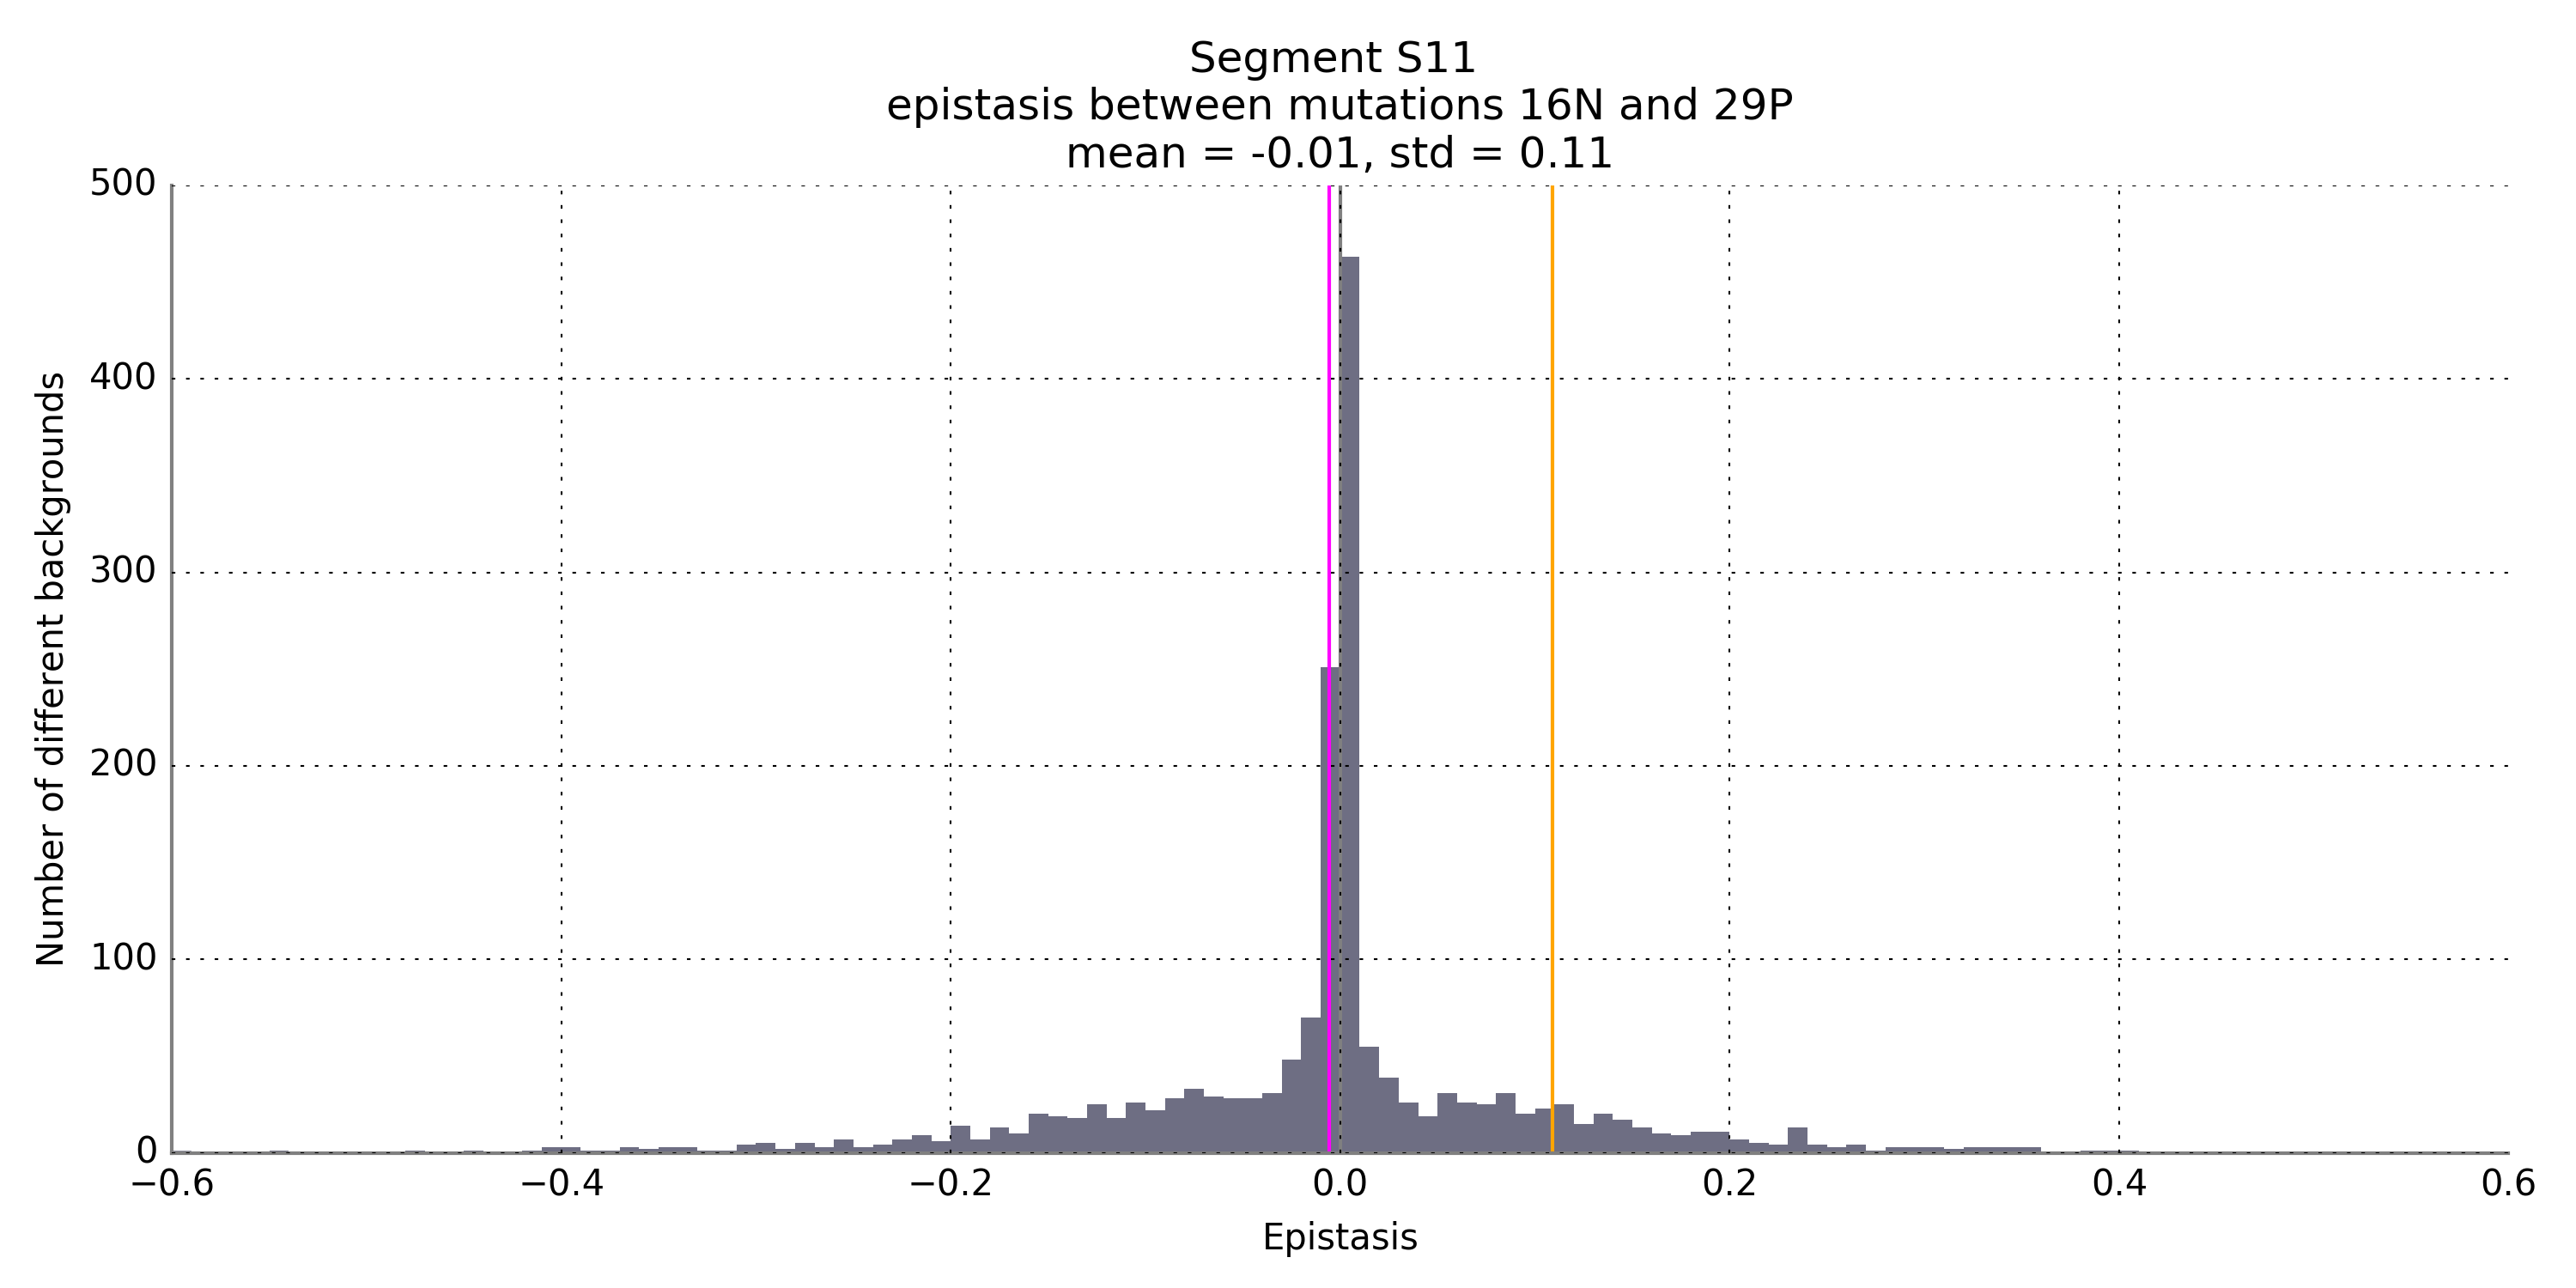 Segment S11
epistasis between mutations 16N and 29P
mean = -0.01, std = 0.11
500
400
300
200
100
0
Number of different backgrounds
−0.6 −0.4 −0.2 0.0 0.2 0.4 0.6
Epistasis